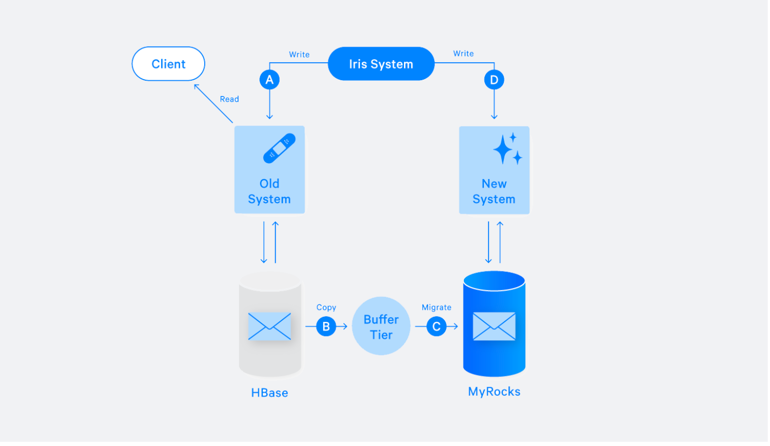 Client
Write
Iris System
Write
A
D
Read
Old
System
New
System
Copy
B
Buffer
Tier
Migrate
C
HBase
MyRocks